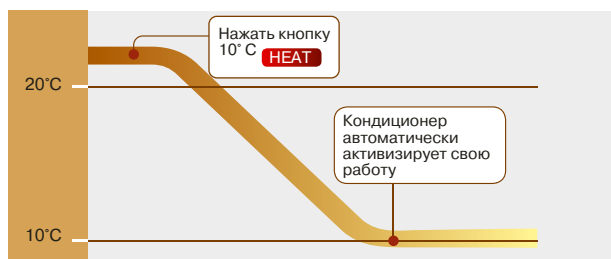 Нажать кнопку
10˚ C HEAT
20˚C
Кондиционер
автоматически
активизирует свою
работу
10˚C